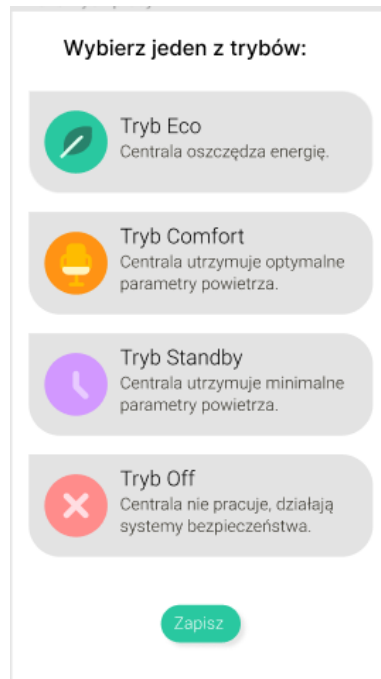 Wybierz jeden z trybów:
Tryb Eco
Centrala oszczędza energię.
Tryb Comfort
Centrala utrzymuje optymalne
parametry powietrza.
Tryb Standby
Centrala utrzymuje minimalne
parametry powietrza.
Tryb Off
Centrala nie pracuje, działają
systemy bezpieczeństwa.
Zapisz